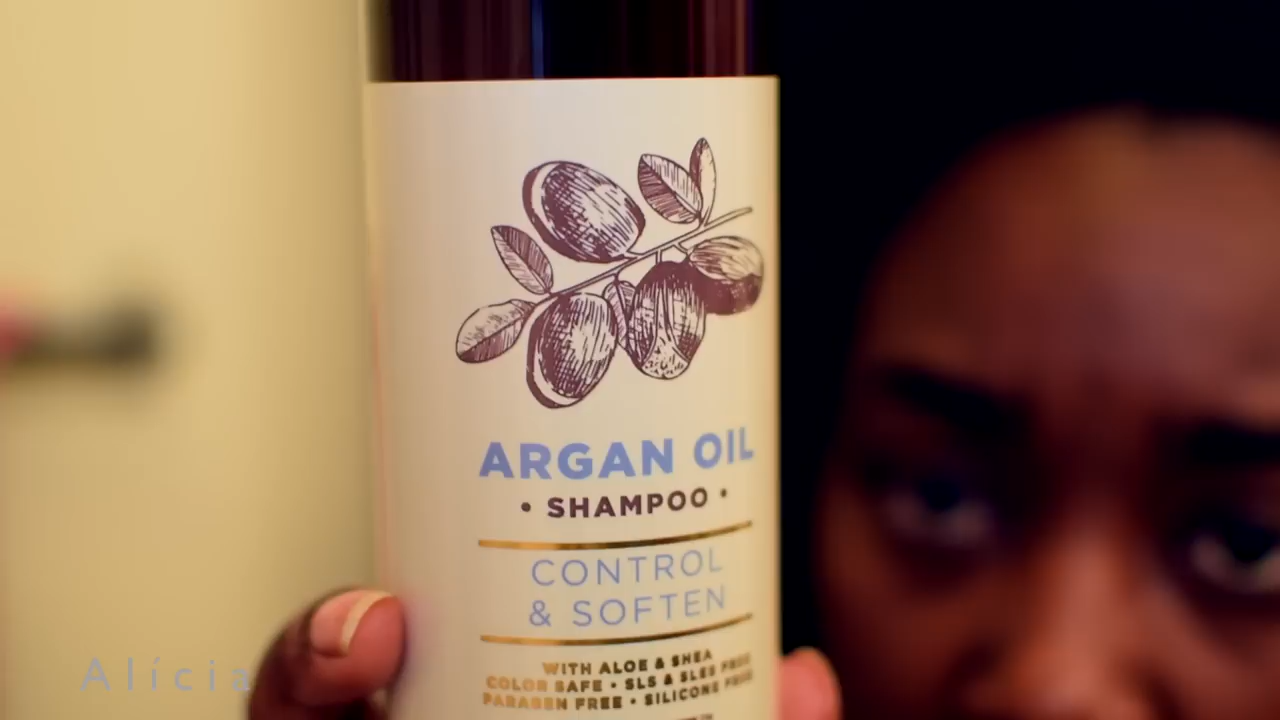 ARGAN OIL
• SHAMPOO •
CONTROL
& SOFTEN
WITH ALOE & SHEA
COLOR SAFE • SLS & SLES FREE
PARABEN FREE • SILICONE FREE
Alícia